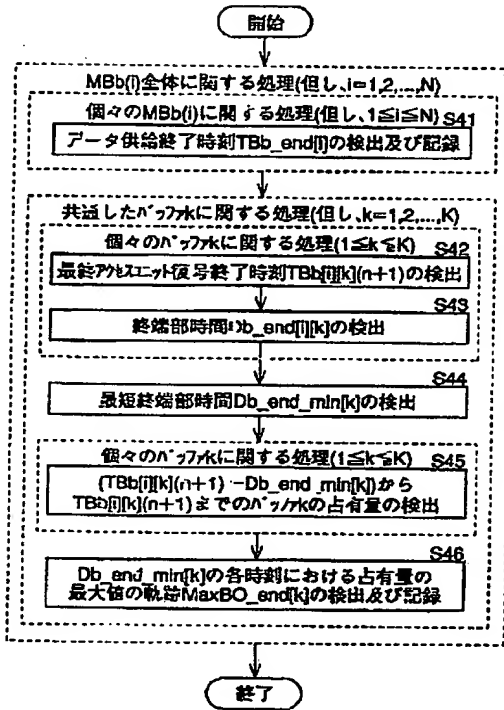 開始
MBb(i)全体に関する処理(但し、i=1,2,...,N)
個々のMBb(i)に関する処理(但し、1≦i≦N)
S41
データ供給終了時刻TBb_end[i]の検出及び記録
共通したバッファkに関する処理(但し、k=1,2,...,K)
個々のバッファkに関する処理(1≦k≦K)
S42
最終アクセスユニット復号終了時刻TBb[i][k](n+1)の検出
S43
終端部時間Db_end[i][k]の検出
S44
最短終端部時間Db_end_min[k]の検出
個々のバッファkに関する処理(1≦k≦K)
S45
(TBb[i][k](n+1)-Db_end_min[k])から
TBb[i][k](n+1)までのバッファkの占有量の検出
S46
Db_end_min[k]の各時刻における占有量の
最大値の軌跡MaxBO_end[k]の検出及び記録
終了